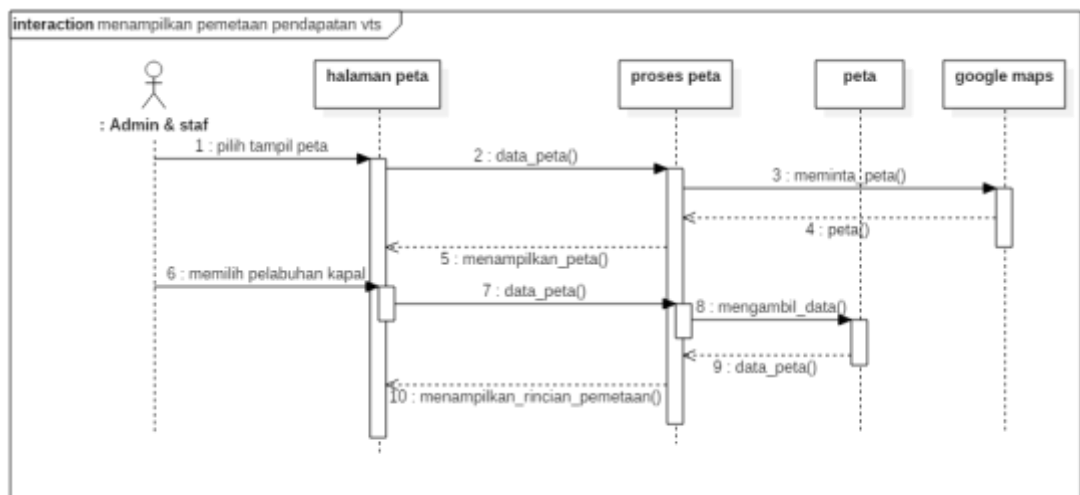 interaction menampilkan pemetaan pendapatan vts
halaman peta
proses peta
peta
google maps
: Admin & staf
1 : pilih tampil peta
2 : data_peta()
3 : meminta_peta()
4 : peta()
5 : menampilkan_peta()
6 : memilih pelabuhan kapal
7 : data_peta()
8 : mengambil_data()
9 : data_peta()
10 : menampilkan_rincian_pemetaan()